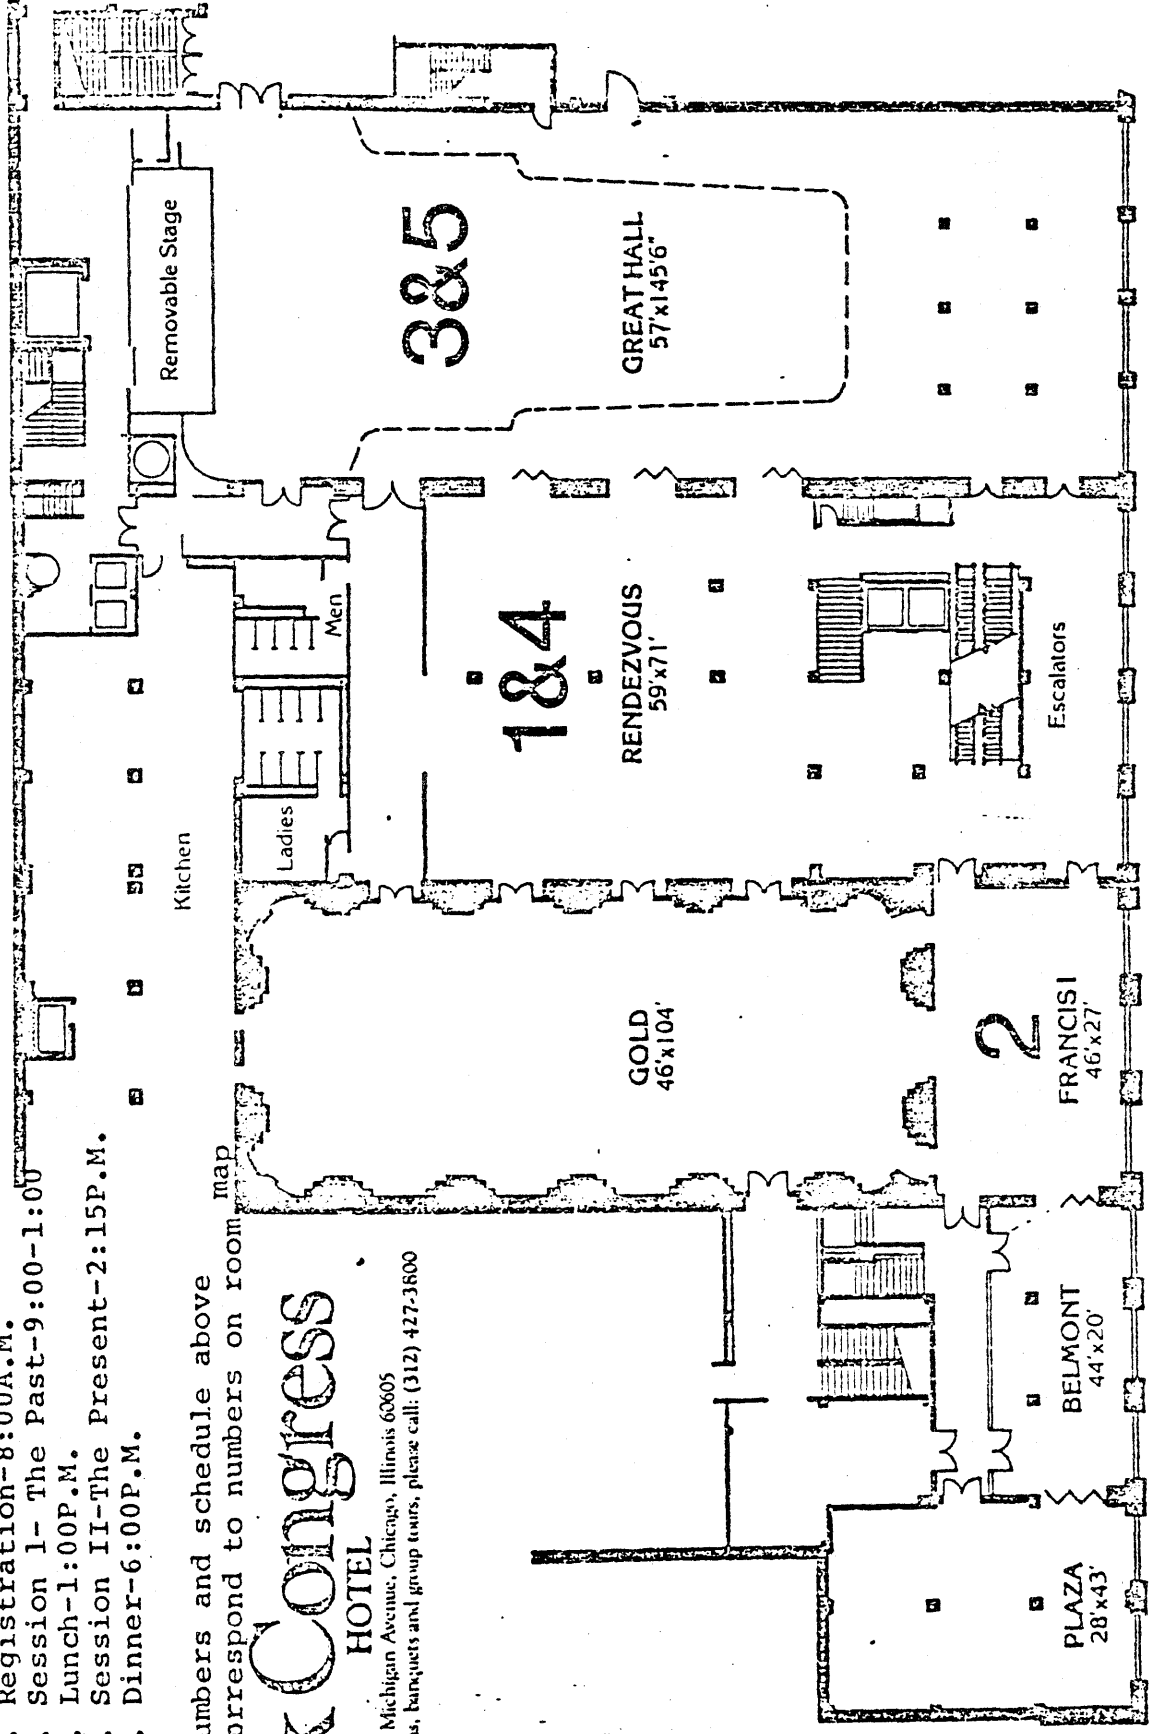 Registration-8:00A.M.
Session 1- The Past-9:00-1:00
Lunch-1:00P.M.
Session II-The Present-2:15P.M.
Dinner-6:00P.M.
umbers and schedule above
orrespond to numbers on room map
Congress
HOTEL
Michigan Avenue, Chicago, Illinois 60605
s, banquets and group tours, please call: (312) 427-3800
Kitchen
Ladies
Men
Removable Stage
3&5
GREAT HALL
57'x145'6"
1&4
RENDEZVOUS
59'x71'
Escalators
GOLD
46'x104'
2
FRANCIS I
46'x27'
BELMONT
44'x20'
PLAZA
28'x43'